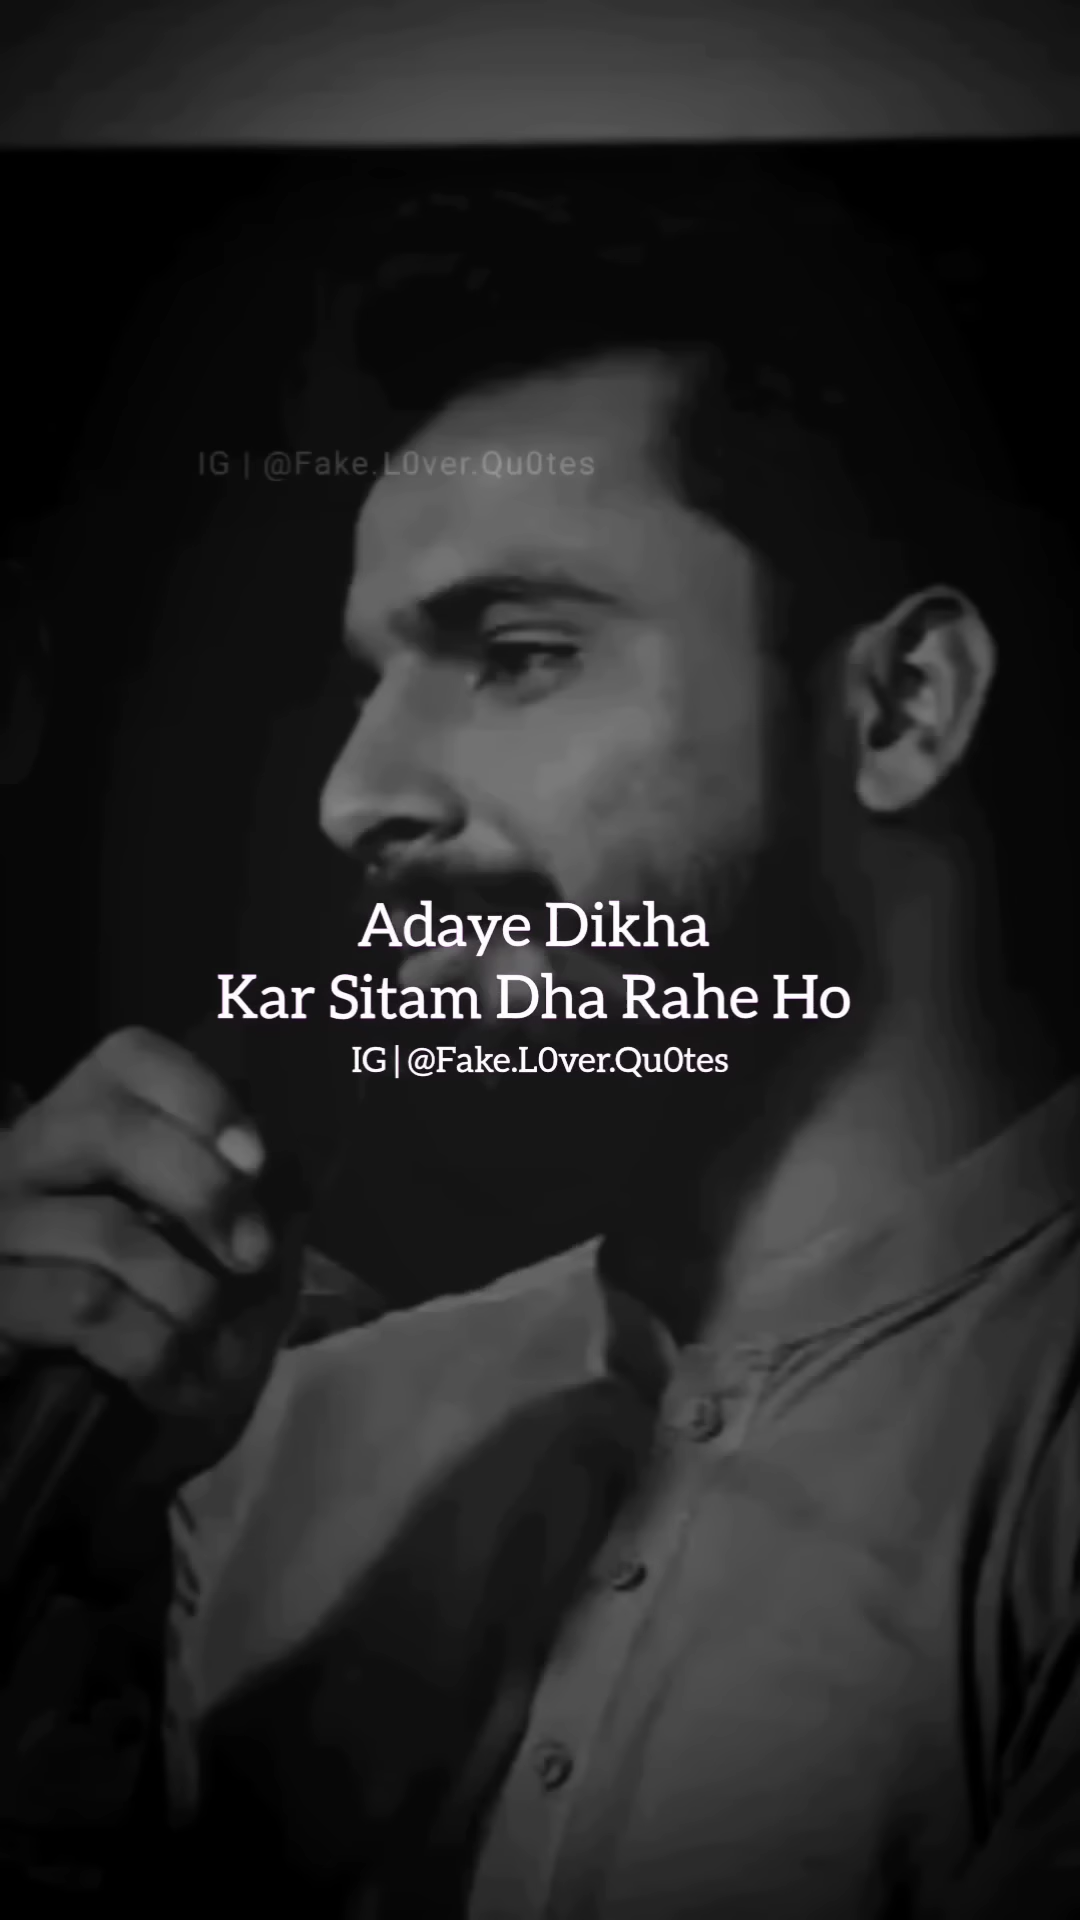 IG | @Fake.L0ver.Qu0tes
Adaye Dikha
Kar Sitam Dha Rahe Ho
IG | @Fake.L0ver.Qu0tes